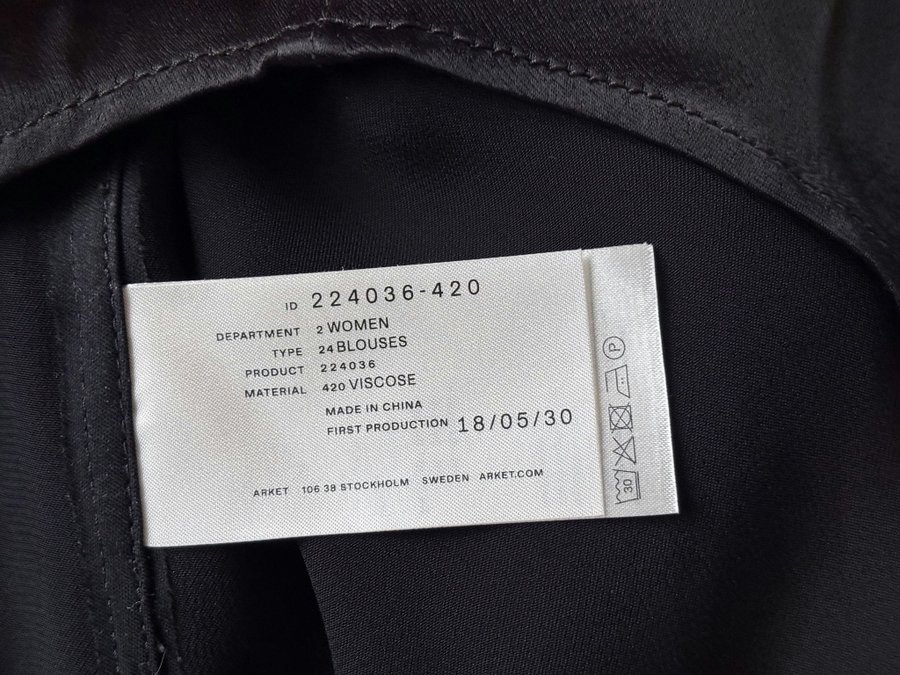 ID 224036-420
DEPARTMENT 2 WOMEN
TYPE 24 BLOUSES
PRODUCT 224036
MATERIAL 420 VISCOSE
MADE IN CHINA
FIRST PRODUCTION 18/05/30
ARKET 106 38 STOCKHOLM SWEDEN ARKET.COM
30
P